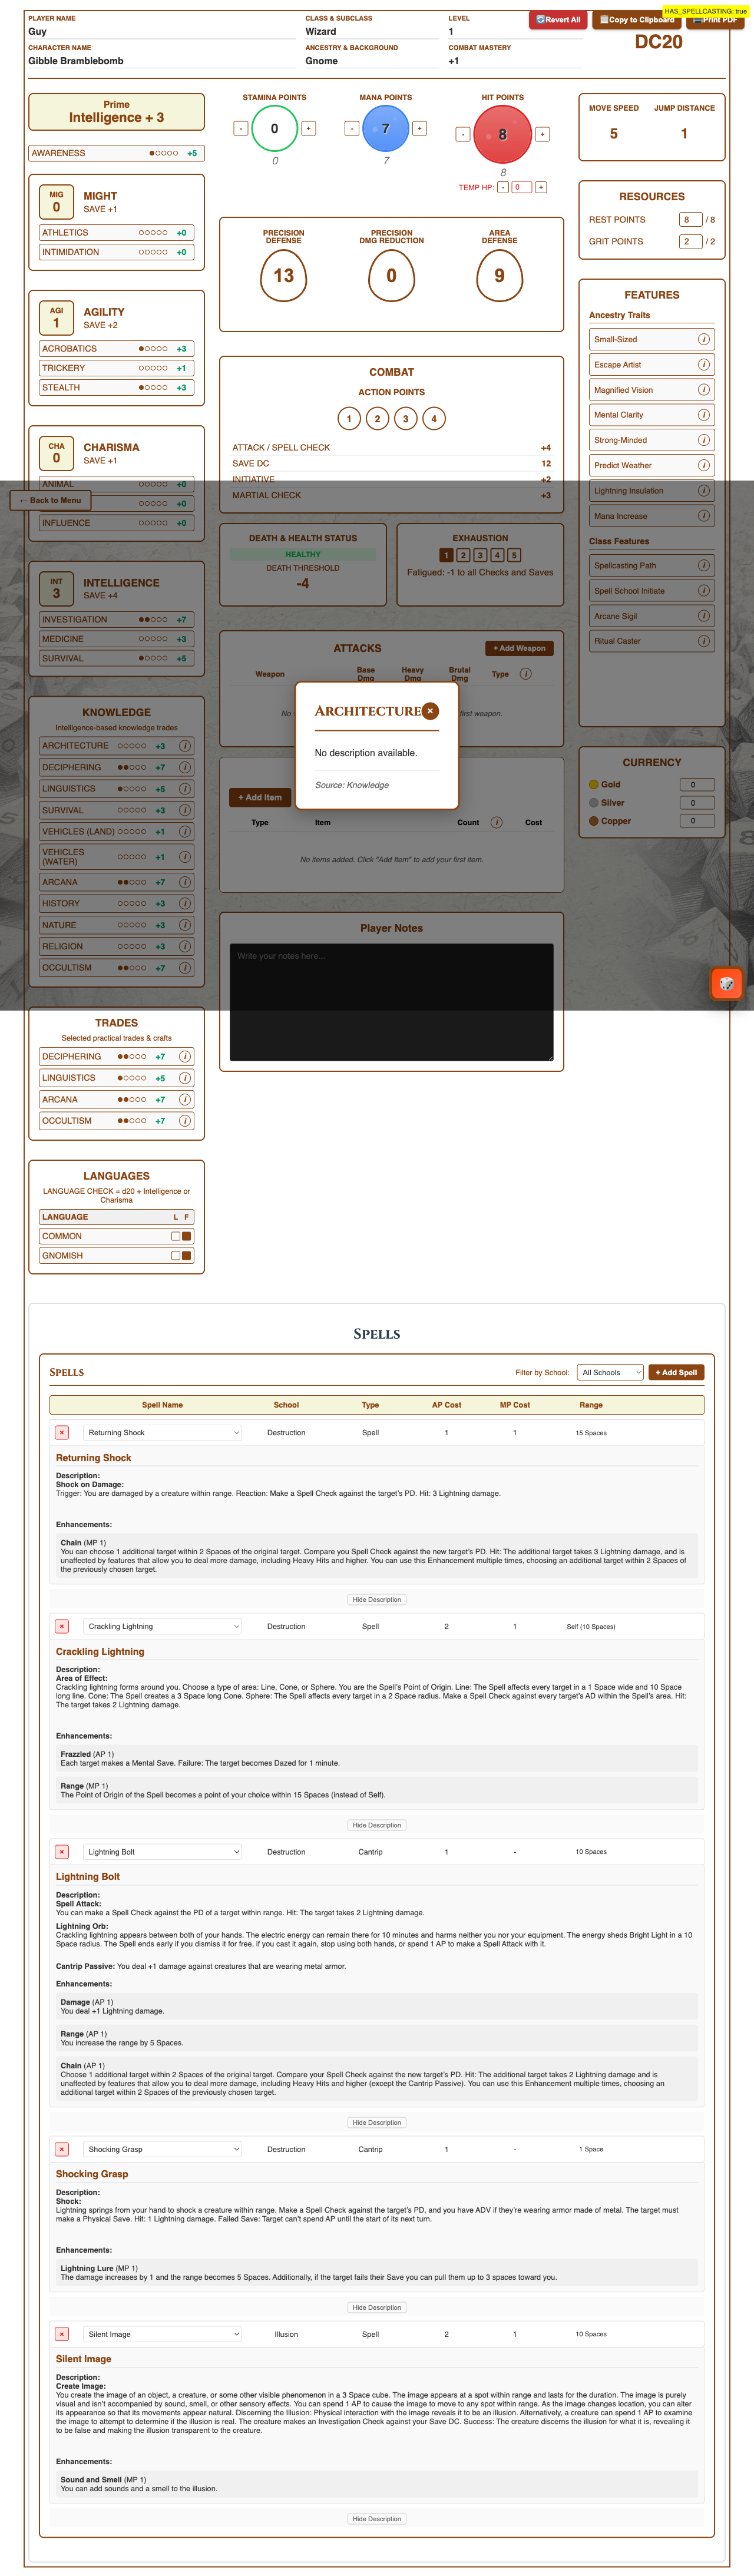 HAS_SPELLCASTING: true
Revert All
Copy to Clipboard
Print PDF
PLAYER NAME
Guy
CLASS & SUBCLASS
Wizard
LEVEL
1
DC20
CHARACTER NAME
Gibble Bramblebomb
ANCESTRY & BACKGROUND
Gnome
COMBAT MASTERY
+1
Prime
Intelligence + 3
AWARENESS +5
MIG
0
MIGHT
SAVE +1
ATHLETICS +0
INTIMIDATION +0
AGI
1
AGILITY
SAVE +2
ACROBATICS +3
TRICKERY +1
STEALTH +3
CHA
0
CHARISMA
SAVE +1
ANIMAL +0
← Back to Menu
+0
INFLUENCE +0
INT
3
INTELLIGENCE
SAVE +4
INVESTIGATION +7
MEDICINE +3
SURVIVAL +5
KNOWLEDGE
Intelligence-based knowledge trades
ARCHITECTURE +3 i
DECIPHERING +7 i
LINGUISTICS +5 i
SURVIVAL +3 i
VEHICLES (LAND) +1 i
VEHICLES
(WATER) +1 i
ARCANA +7 i
HISTORY +3 i
NATURE +3 i
RELIGION +3 i
OCCULTISM +7 i
TRADES
Selected practical trades & crafts
DECIPHERING +7 i
LINGUISTICS +5 i
ARCANA +7 i
OCCULTISM +7 i
LANGUAGES
LANGUAGE CHECK = d20 + Intelligence or
Charisma
LANGUAGE L F
COMMON
GNOMISH
STAMINA POINTS
- 0 +
0
MANA POINTS
- 7 +
7
HIT POINTS
- 8 +
8
TEMP HP: - 0 +
PRECISION
DEFENSE
13
PRECISION
DMG REDUCTION
0
AREA
DEFENSE
9
COMBAT
ACTION POINTS
1 2 3 4
ATTACK / SPELL CHECK +4
SAVE DC 12
INITIATIVE +2
MARTIAL CHECK +3
DEATH & HEALTH STATUS
HEALTHY
DEATH THRESHOLD
-4
EXHAUSTION
1 2 3 4 5
Fatigued: -1 to all Checks and Saves
ATTACKS
+ Add Weapon
Weapon
Base
Dmg
Heavy
Dmg
Brutal
Dmg
Type i
first weapon.
ARCHITECTURE ×
No description available.
Source: Knowledge
+ Add Item
Type Item Count i Cost
No items added. Click "Add Item" to add your first item.
Player Notes
Write your notes here...
MOVE SPEED
5
JUMP DISTANCE
1
RESOURCES
REST POINTS 8 / 8
GRIT POINTS 2 / 2
FEATURES
Ancestry Traits
Small-Sized i
Escape Artist i
Magnified Vision i
Mental Clarity i
Strong-Minded i
Predict Weather i
Lightning Insulation i
Mana Increase i
Class Features
Spellcasting Path i
Spell School Initiate i
Arcane Sigil i
Ritual Caster i
CURRENCY
Gold 0
Silver 0
Copper 0
SPELLS
SPELLS
Filter by School: All Schools + Add Spell
Spell Name School Type AP Cost MP Cost Range
× Returning Shock Destruction Spell 1 1 15 Spaces
Returning Shock
Description:
Shock on Damage:
Trigger: You are damaged by a creature within range. Reaction: Make a Spell Check against the target's PD. Hit: 3 Lightning damage.
Enhancements:
Chain (MP 1)
You can choose 1 additional target within 2 Spaces of the original target. Compare you Spell Check against the new target's PD. Hit: The additional target takes 3 Lightning damage, and is
unaffected by features that allow you to deal more damage, including Heavy Hits and higher. You can use this Enhancement multiple times, choosing an additional target within 2 Spaces of
the previously chosen target.
Hide Description
× Crackling Lightning Destruction Spell 2 1 Self (10 Spaces)
Crackling Lightning
Description:
Area of Effect:
Crackling lightning forms around you. Choose a type of area: Line, Cone, or Sphere. You are the Spell's Point of Origin. Line: The Spell affects every target in a 1 Space wide and 10 Space
long line. Cone: The Spell creates a 3 Space long Cone. Sphere: The Spell affects every target in a 2 Space radius. Make a Spell Check against every target's AD within the Spell's area. Hit:
The target takes 2 Lightning damage.
Enhancements:
Frazzled (AP 1)
Each target makes a Mental Save. Failure: The target becomes Dazed for 1 minute.
Range (MP 1)
The Point of Origin of the Spell becomes a point of your choice within 15 Spaces (instead of Self).
Hide Description
× Lightning Bolt Destruction Cantrip 1 - 10 Spaces
Lightning Bolt
Description:
Spell Attack:
You can make a Spell Check against the PD of a target within range. Hit: The target takes 2 Lightning damage.
Lightning Orb:
Crackling lightning appears between both of your hands. The electric energy can remain there for 10 minutes and harms neither you nor your equipment. The energy sheds Bright Light in a 10
Space radius. The Spell ends early if you dismiss it for free, if you cast it again, stop using both hands, or spend 1 AP to make a Spell Attack with it.
Cantrip Passive: You deal +1 damage against creatures that are wearing metal armor.
Enhancements:
Damage (AP 1)
You deal +1 Lightning damage.
Range (AP 1)
You increase the range by 5 Spaces.
Chain (AP 1)
Choose 1 additional target within 2 Spaces of the original target. Compare your Spell Check against the new target's PD. Hit: The additional target takes 2 Lightning damage and is
unaffected by features that allow you to deal more damage, including Heavy Hits and higher (except the Cantrip Passive). You can use this Enhancement multiple times, choosing an
additional target within 2 Spaces of the previously chosen target.
Hide Description
× Shocking Grasp Destruction Cantrip 1 - 1 Space
Shocking Grasp
Description:
Shock:
Lightning springs from your hand to shock a creature within range. Make a Spell Check against the target's PD, and you have ADV if they're wearing armor made of metal. The target must
make a Physical Save. Hit: 1 Lightning damage. Failed Save: Target can't spend AP until the start of its next turn.
Enhancements:
Lightning Lure (MP 1)
The damage increases by 1 and the range becomes 5 Spaces. Additionally, if the target fails their Save you can pull them up to 3 spaces toward you.
Hide Description
× Silent Image Illusion Spell 2 1 10 Spaces
Silent Image
Description:
Create Image:
You create the image of an object, a creature, or some other visible phenomenon in a 3 Space cube. The image appears at a spot within range and lasts for the duration. The image is purely
visual and isn't accompanied by sound, smell, or other sensory effects. You can spend 1 AP to cause the image to move to any spot within range. As the image changes location, you can alter
its appearance so that its movements appear natural. Discerning the Illusion: Physical interaction with the image reveals it to be an illusion. Alternatively, a creature can spend 1 AP to examine
the image to attempt to determine if the illusion is real. The creature makes an Investigation Check against your Save DC. Success: The creature discerns the illusion for what it is, revealing it
to be false and making the illusion transparent to the creature.
Enhancements:
Sound and Smell (MP 1)
You can add sounds and a smell to the illusion.
Hide Description